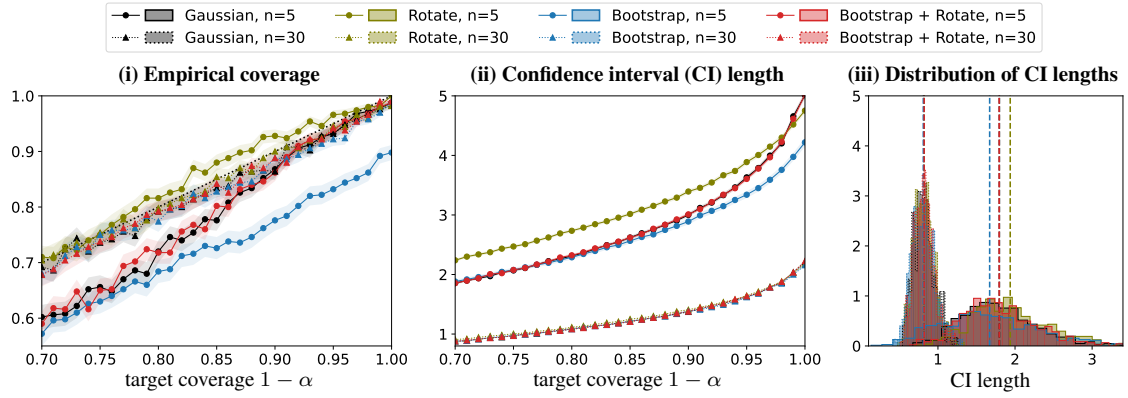 Gaussian, n=5 Rotate, n=5 Bootstrap, n=5 Bootstrap + Rotate, n=5
Gaussian, n=30 Rotate, n=30 Bootstrap, n=30 Bootstrap + Rotate, n=30
(i) Empirical coverage
1.0
0.9
0.8
0.7
0.6
0.70 0.75 0.80 0.85 0.90 0.95 1.00
target coverage 1 − α
(ii) Confidence interval (CI) length
5
4
3
2
1
0.70 0.75 0.80 0.85 0.90 0.95 1.00
target coverage 1 − α
(iii) Distribution of CI lengths
5
4
3
2
1
0
1 2 3
CI length